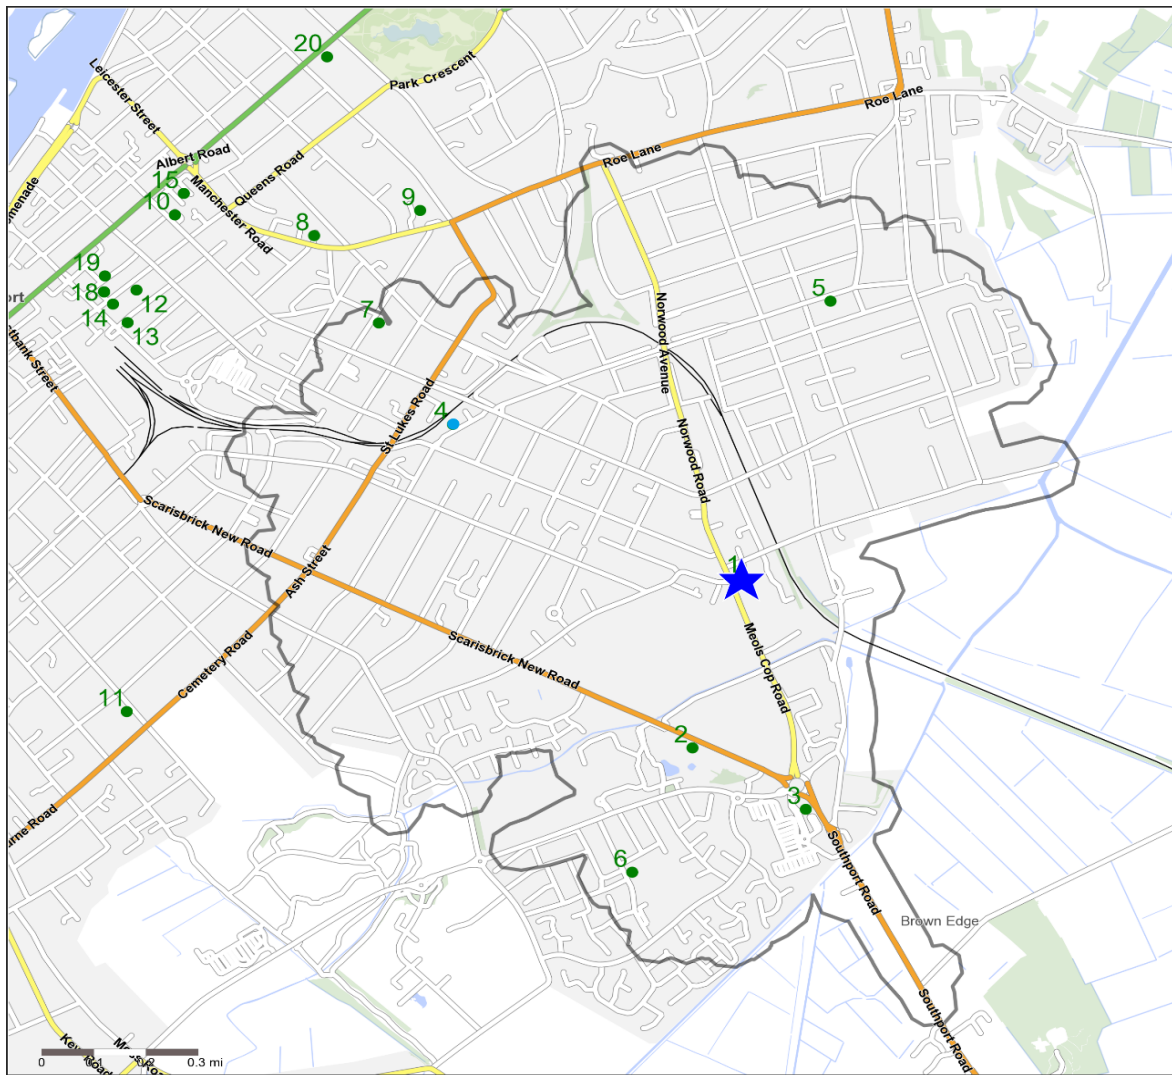 20
Park Crescent
Leicester Street
Roe Lane
Albert Road
Roe Lane
Queens Road
15
Manchester Road
10
9
8
19
18
12
14
13
7
5
Norwood Avenue
St Lukes Road
4
Norwood Road
Scarisbrick New Road
Ash Street
1
Scarisbrick New Road
Meols Cop Road
Cemetery Road
11
2
3
6
Southport Road
Brown Edge
Southport Road
0
0.3 mi